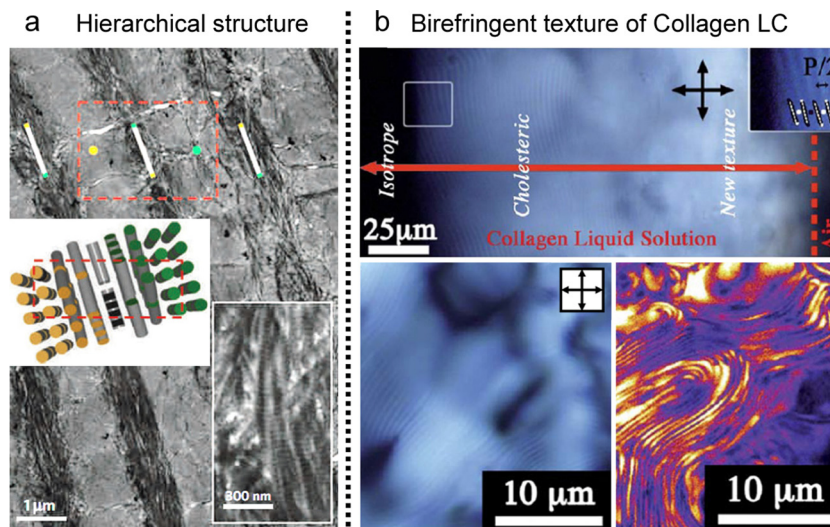 a Hierarchical structure
1μm
300 nm
b Birefringent texture of Collagen LC
P/2
Isotrope
Cholesteric
New texture
25μm
Collagen Liquid Solution
10 μm
10 μm